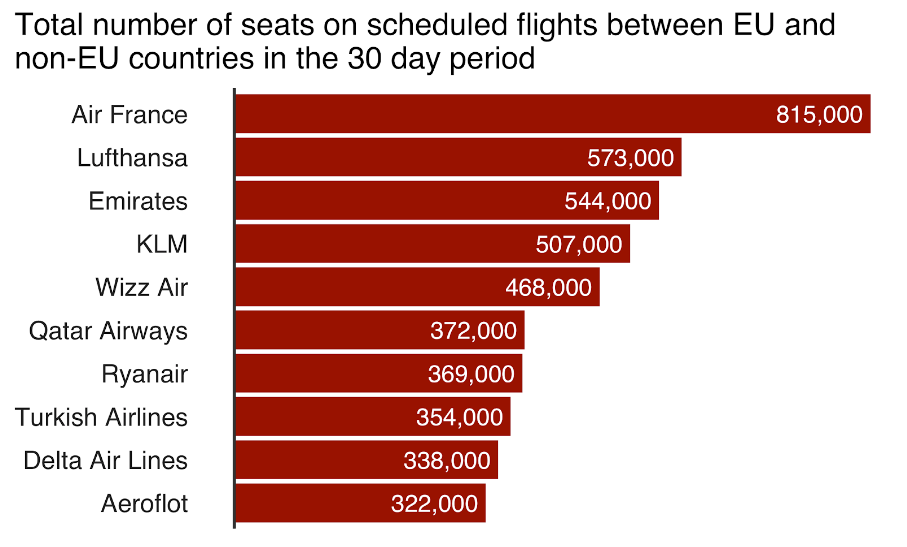 Total number of seats on scheduled flights between EU and
non-EU countries in the 30 day period
Air France 815,000
Lufthansa 573,000
Emirates 544,000
KLM 507,000
Wizz Air 468,000
Qatar Airways 372,000
Ryanair 369,000
Turkish Airlines 354,000
Delta Air Lines 338,000
Aeroflot 322,000